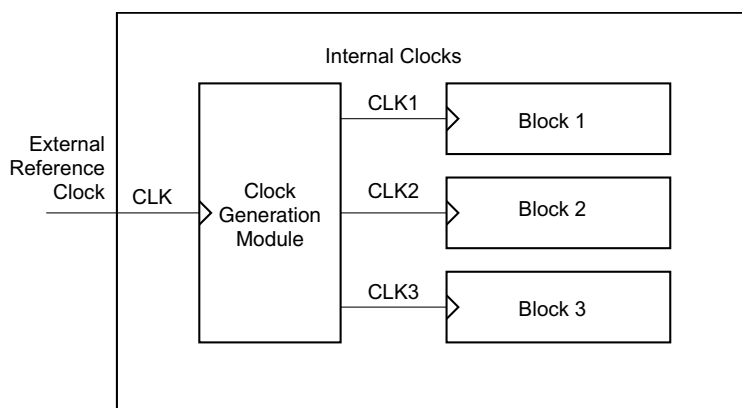 Internal Clocks
External
Reference
Clock
CLK
Clock
Generation
Module
CLK1
Block 1
CLK2
Block 2
CLK3
Block 3